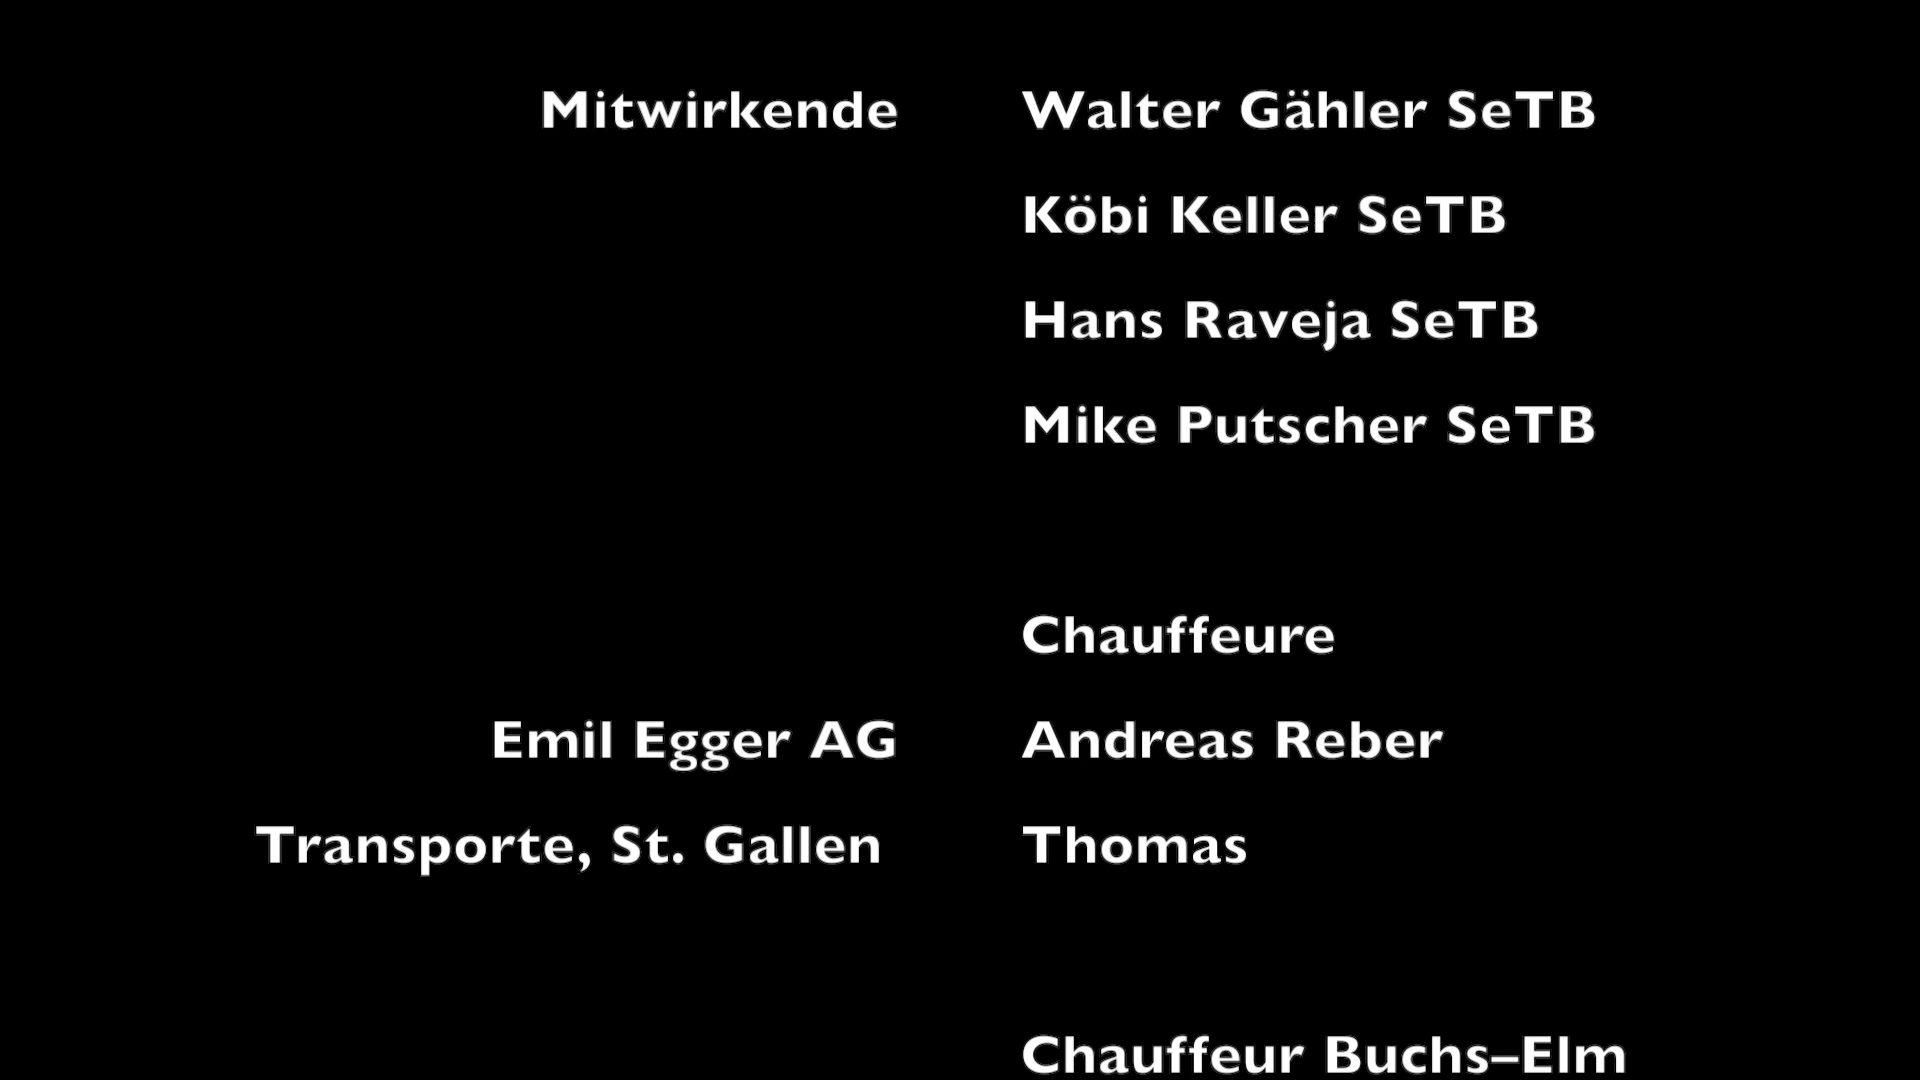 Mitwirkende Walter Gähler SeTB
Köbi Keller SeTB
Hans Raveja SeTB
Mike Putscher SeTB
Chauffeure
Emil Egger AG Andreas Reber
Transporte, St. Gallen Thomas
Chauffeur Buchs–Elm